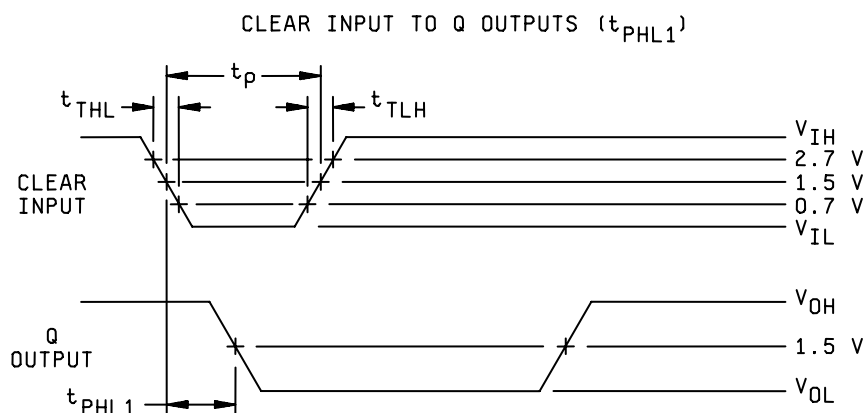 CLEAR INPUT TO Q OUTPUTS (tPHL1)
tp
tTHL
tTLH
VIH
2.7 V
CLEAR
INPUT
1.5 V
0.7 V
VIL
VOH
Q
OUTPUT
1.5 V
VOL
tPHL1